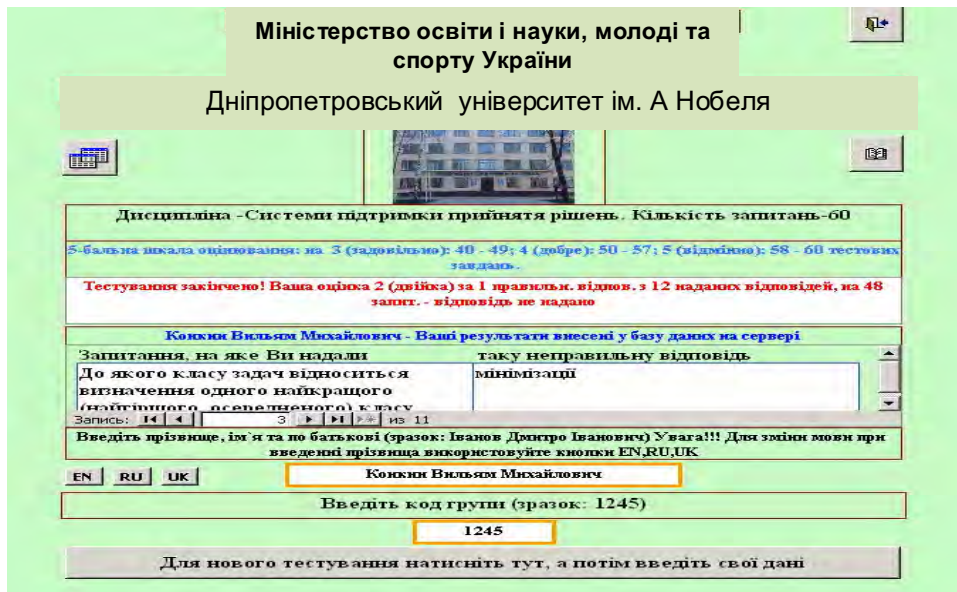 Міністерство освіти і науки, молоді та
спорту України
Дніпропетровський університет ім. А Нобеля
Дисципліна -Системи підтримки прийнятя рішень. Кількість запитань-60
5-бальна шкала оцінювання: на 3 (задовільно): 40 - 49; 4 (добре): 50 - 57; 5 (відмінно): 58 - 60 тестових
завдань.
Тестування закінчено! Ваша оцінка 2 (двійка) за 1 правильн. відпов. з 12 наданих відповідей, на 48
запит. - відповідь не надано
Конкин Вильям Михайлович - Ваші результати внесені у базу даних на сервері
Запитання, на яке Ви надали таку неправильну відповідь
До якого класу задач відноситься мінімізації
визначення одного найкращого
(найгіршого, осередненого) класу
Запись: 3 из 11
Введіть прізвище, ім`я та по батькові (зразок: Іванов Дмитро Іванович) Увага!!! Для зміни мови при
введенні прізвища використовуйте кнопки EN,RU,UK
EN RU UK Конкин Вильям Михайлович
Введіть код групи (зразок: 1245)
1245
Для нового тестування натисніть тут, а потім введіть свої дані